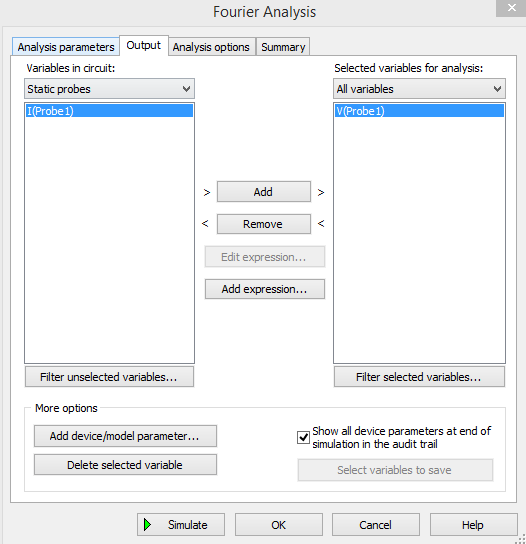 Fourier Analysis
Analysis parameters Output Analysis options Summary
Variables in circuit: Selected variables for analysis:
Static probes All variables
I(Probe1) V(Probe1)
> Add >
< Remove <
Edit expression...
Add expression...
Filter unselected variables... Filter selected variables...
More options
Add device/model parameter... Show all device parameters at end of
simulation in the audit trail
Delete selected variable Select variables to save
Simulate OK Cancel Help